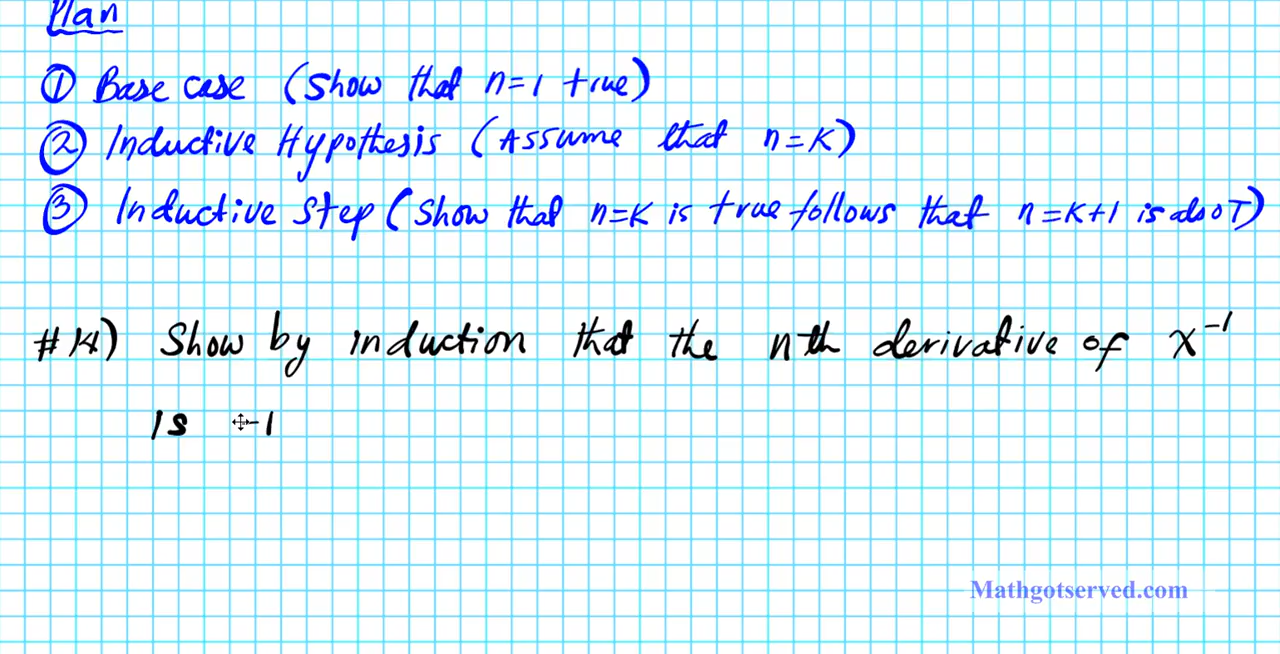 Plan
① Base case (Show that n=1 true)
② Inductive Hypothesis (Assume that n=K)
③ Inductive step (Show that n=K is true follows that n=K+1 is also T)
#14) Show by induction that the nth derivative of x⁻¹
is -1
Mathgotserved.com